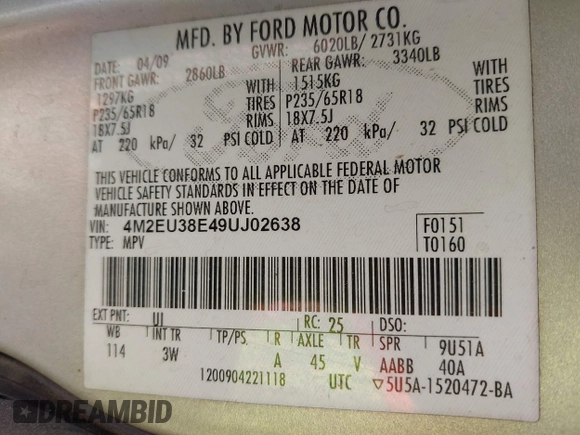 MFD. BY FORD MOTOR CO.
DATE: 04/09 GVWR: 6020LB/ 2731KG
FRONT GAWR: 2860LB REAR GAWR: 3340LB
1297KG WITH 1515KG WITH
P235/65R18 TIRES P235/65R18 TIRES
18X7.5J RIMS 18X7.5J RIMS
AT 220 kPa/ 32 PSI COLD AT 220 kPa/ 32 PSI COLD
THIS VEHICLE CONFORMS TO ALL APPLICABLE FEDERAL MOTOR
VEHICLE SAFETY STANDARDS IN EFFECT ON THE DATE OF
MANUFACTURE SHOWN ABOVE.
VIN: 4M2EU38E49UJ02638 F0151
TYPE: MPV T0160
EXT PNT: UI RC: 25 DSO:
WB INT TR TP/PS R AXLE TR SPR 9U51A
114 3W A 45 V AABB 40A
1200904221118 UTC ▽5U5A-1520472-BA
DREAMBID